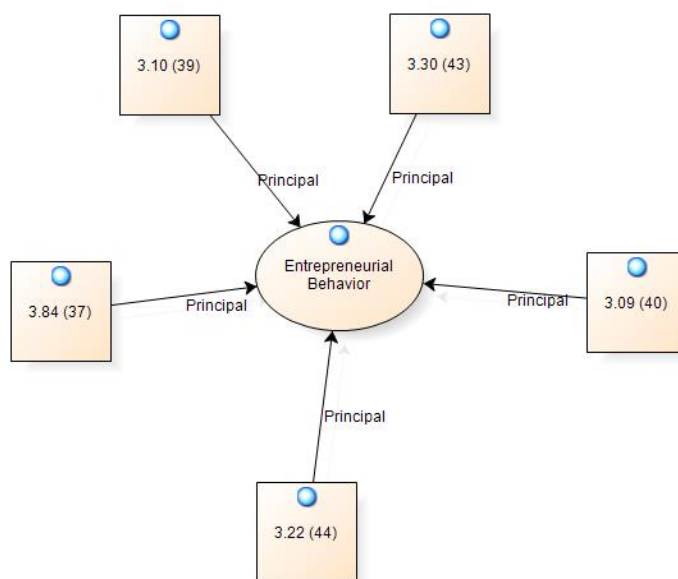 3.10 (39)
3.30 (43)
Principal
Principal
Entrepreneurial
Behavior
3.84 (37)
Principal
Principal
3.09 (40)
Principal
3.22 (44)